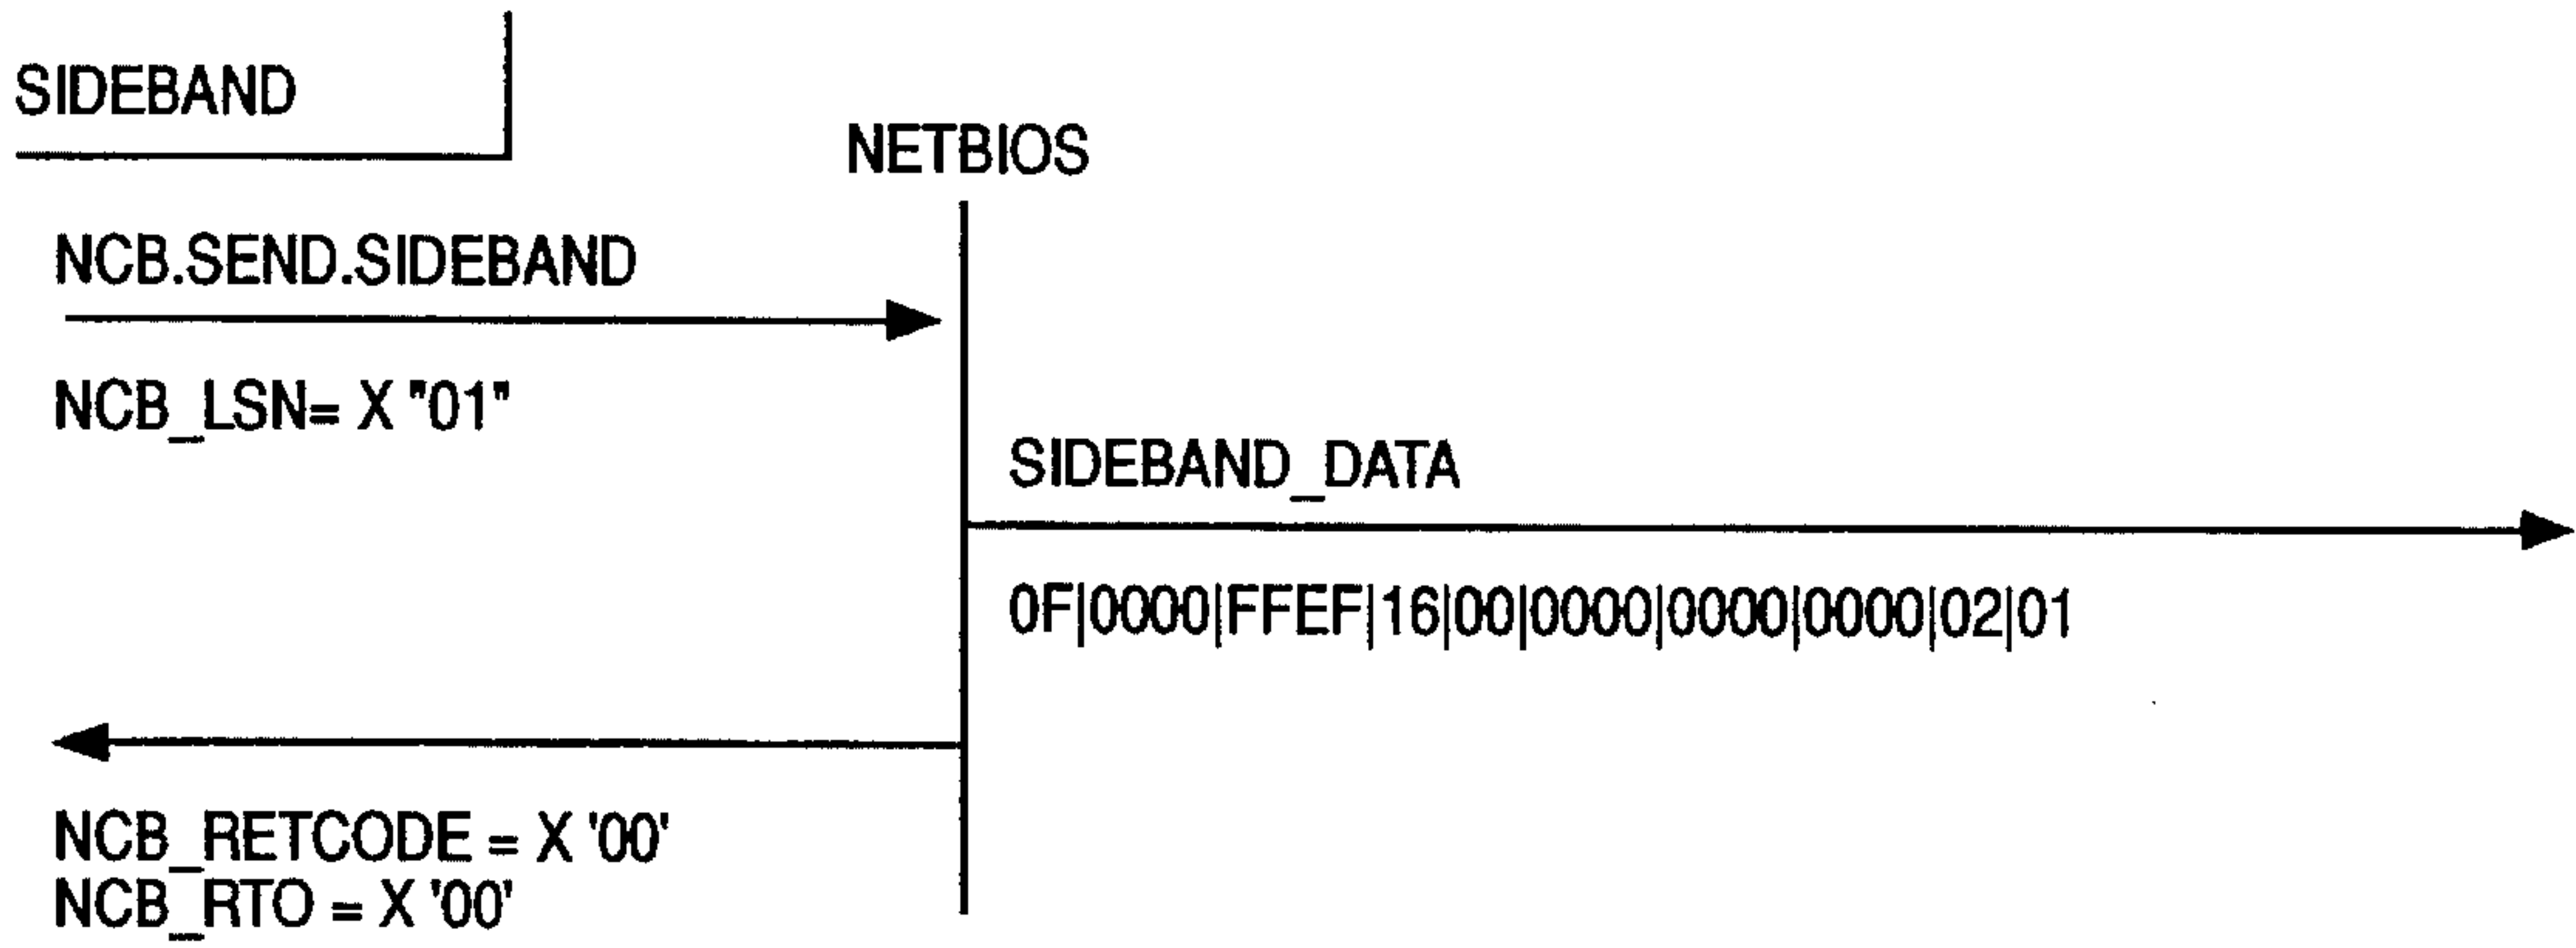 SIDEBAND
NETBIOS
NCB.SEND.SIDEBAND
NCB_LSN= X "01"
SIDEBAND_DATA
0F|0000|FFEF|16|00|0000|0000|0000|02|01
NCB_RETCODE = X '00'
NCB_RTO = X '00'